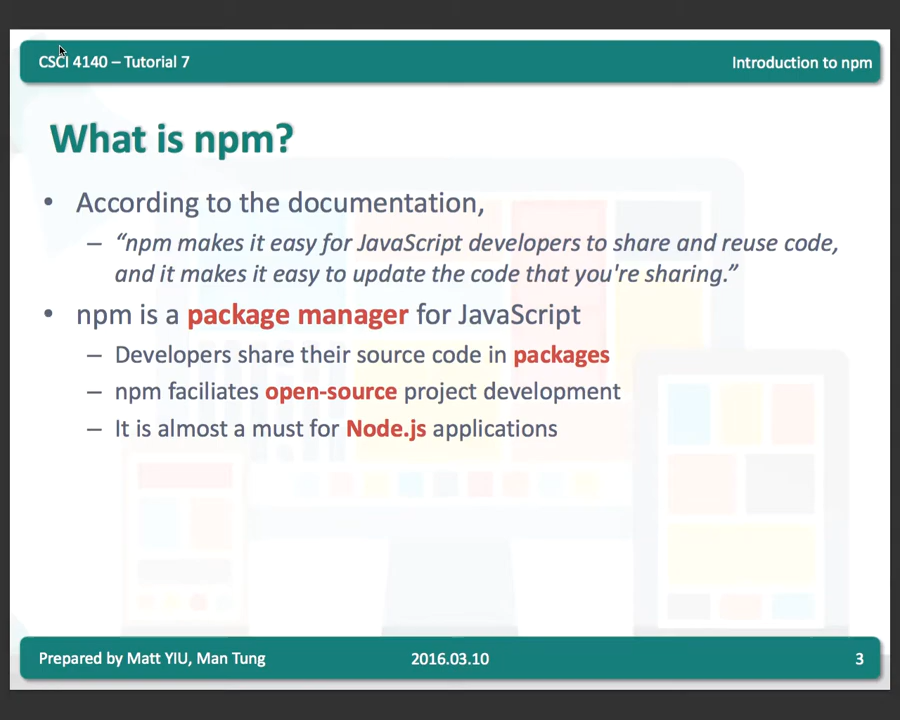 CSCI 4140 – Tutorial 7
Introduction to npm
What is npm?
• According to the documentation,
– “npm makes it easy for JavaScript developers to share and reuse code,
and it makes it easy to update the code that you're sharing.”
• npm is a package manager for JavaScript
– Developers share their source code in packages
– npm faciliates open-source project development
– It is almost a must for Node.js applications
Prepared by Matt YIU, Man Tung
2016.03.10
3